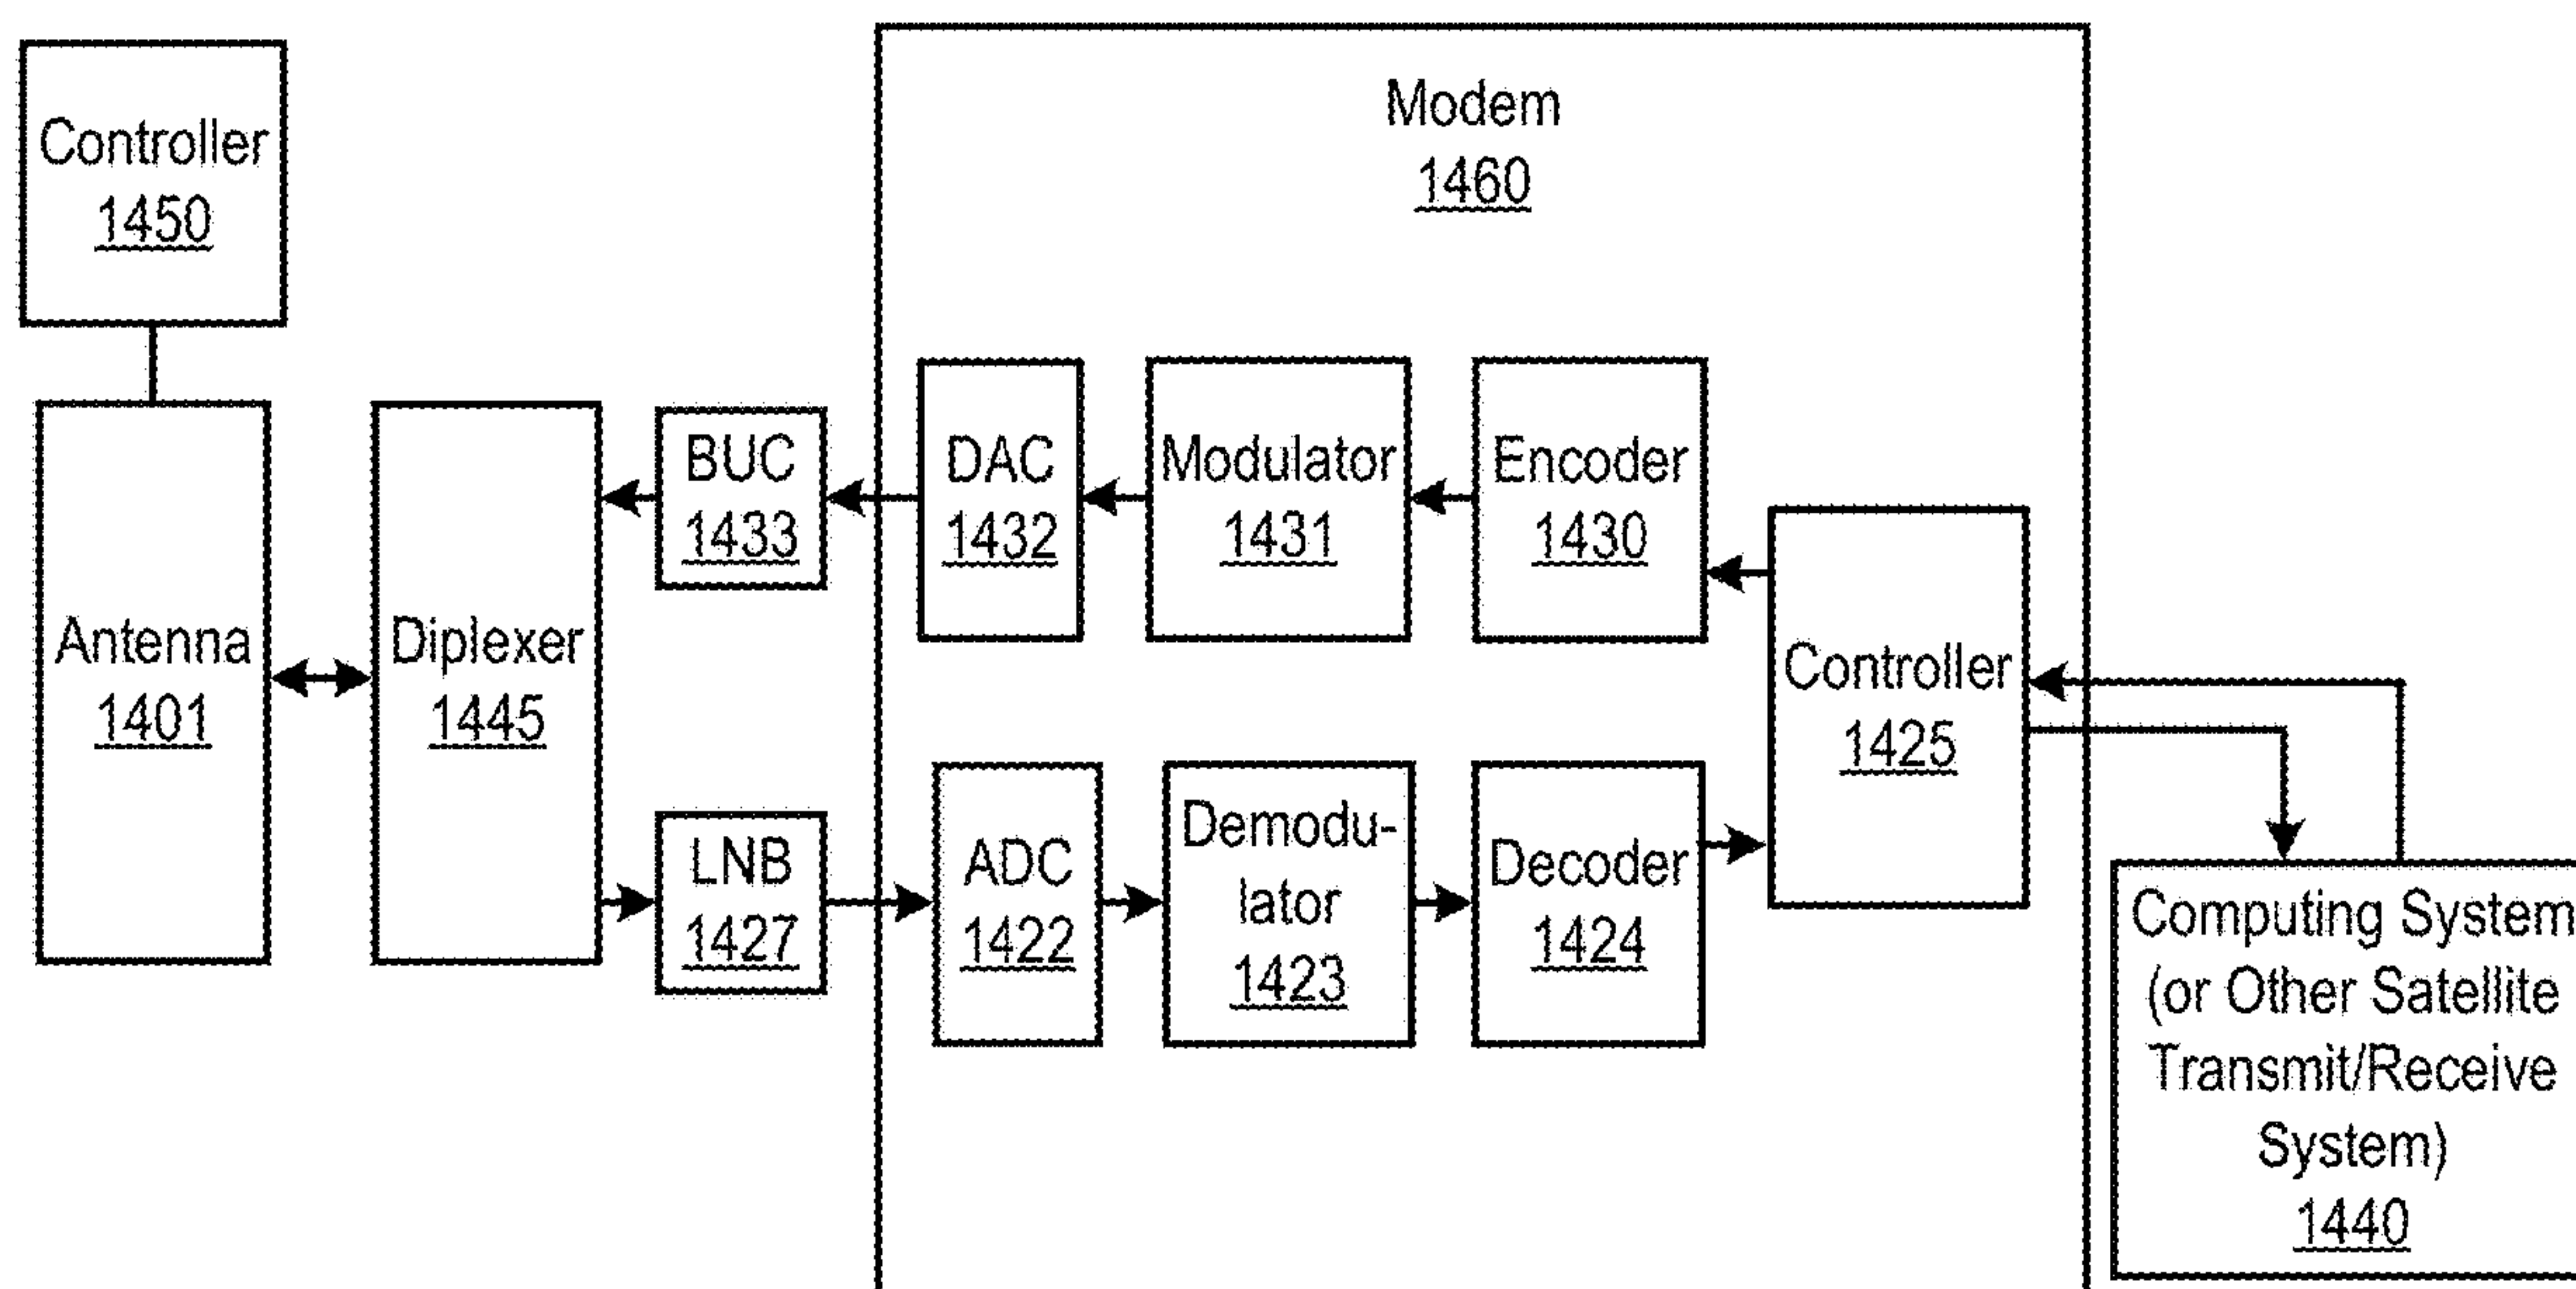 Controller
1450
Modem
1460
Antenna
1401
Diplexer
1445
BUC
1433
DAC
1432
Modulator
1431
Encoder
1430
Controller
1425
LNB
1427
ADC
1422
Demodu-
lator
1423
Decoder
1424
Computing System
(or Other Satellite
Transmit/Receive
System)
1440